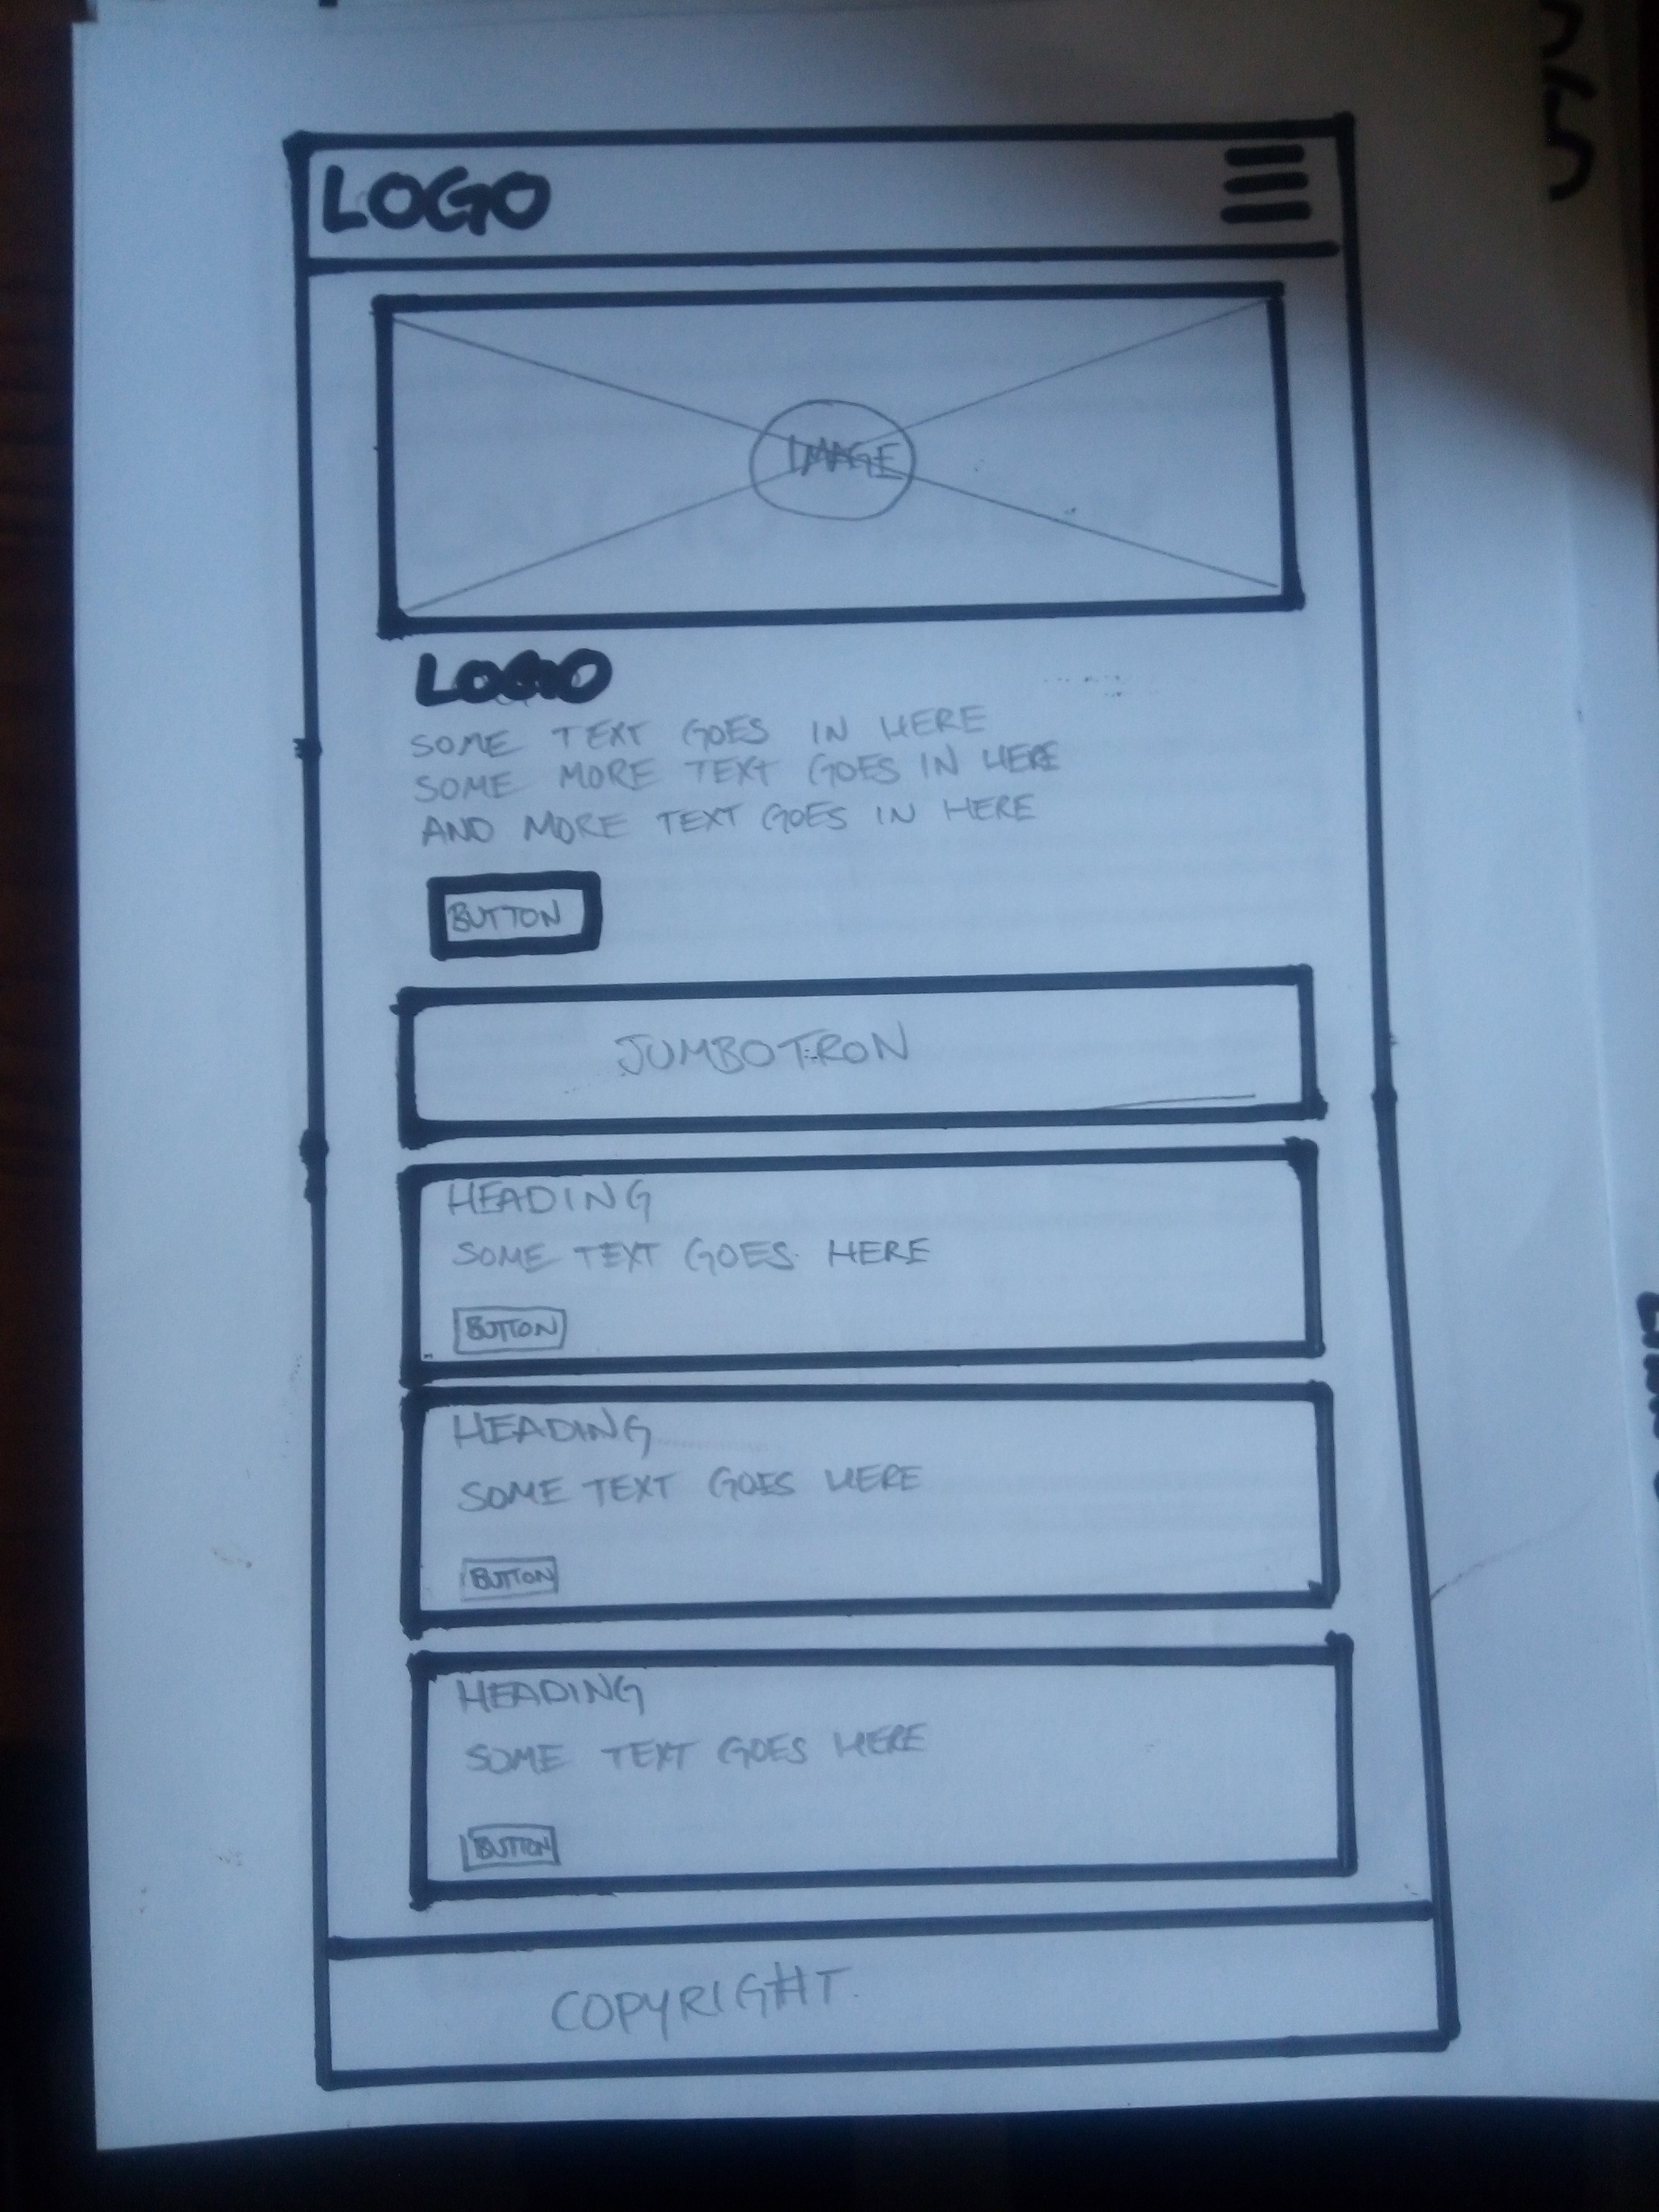 LOGO
IMAGE
LOGO
SOME TEXT GOES IN HERE
SOME MORE TEXT GOES IN HERE
AND MORE TEXT GOES IN HERE
BUTTON
JUMBOTRON
HEADING
SOME TEXT GOES HERE
BUTTON
HEADING
SOME TEXT GOES HERE
BUTTON
HEADING
SOME TEXT GOES HERE
BUTTON
COPYRIGHT.